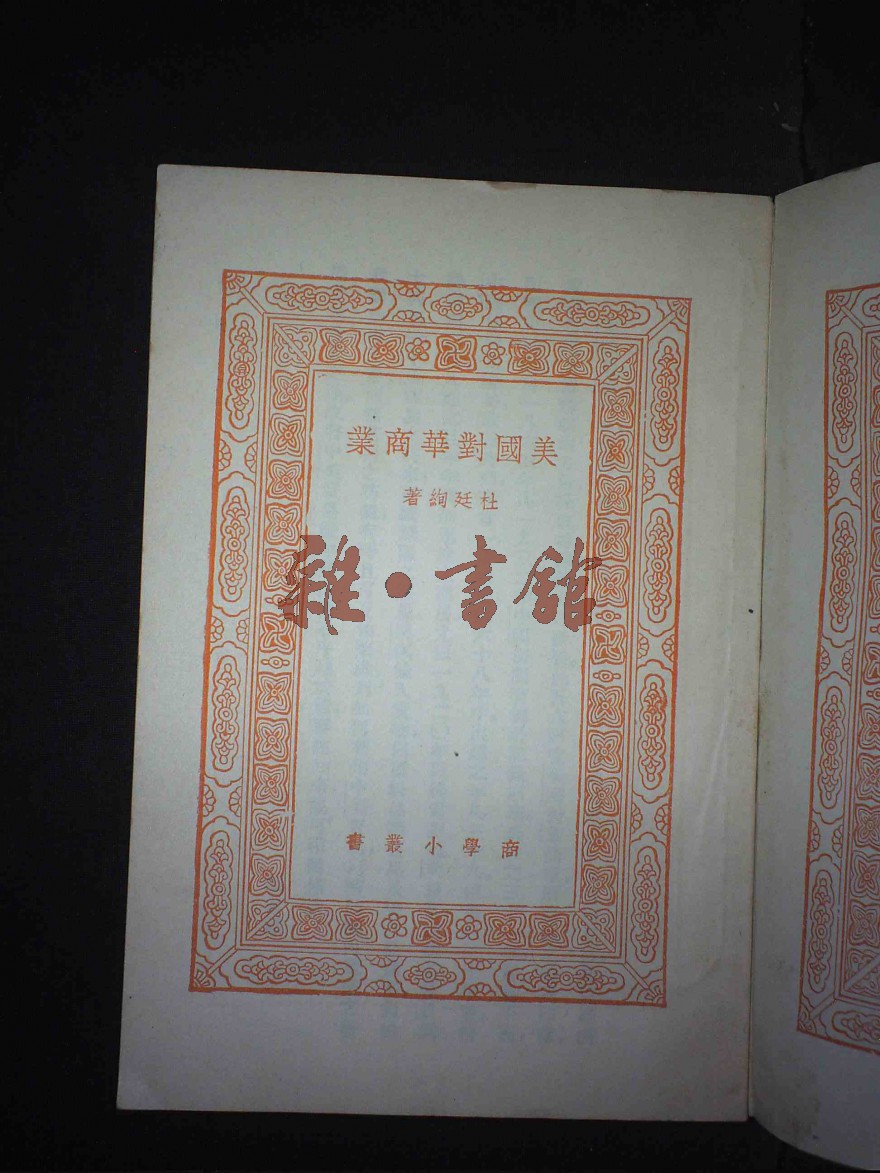 美國對華商業
杜廷絢著
雜·書館
商學小叢書